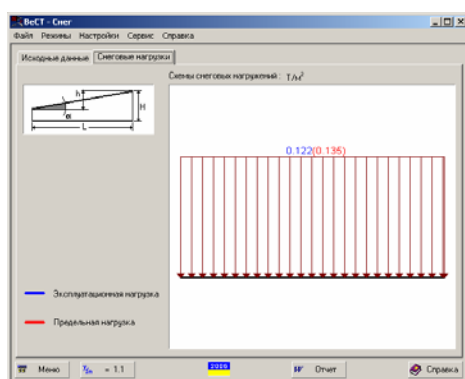 ВеСТ - Снег
Файл Режимы Настройки Сервис Справка
Исходные данные Снеговые нагрузки
Схемы снеговых нагружений : Т/м²
h H
α
L
0.122(0.135)
Эксплуатационная нагрузка
Предельная нагрузка
Меню = 1.1 Отчет Справка